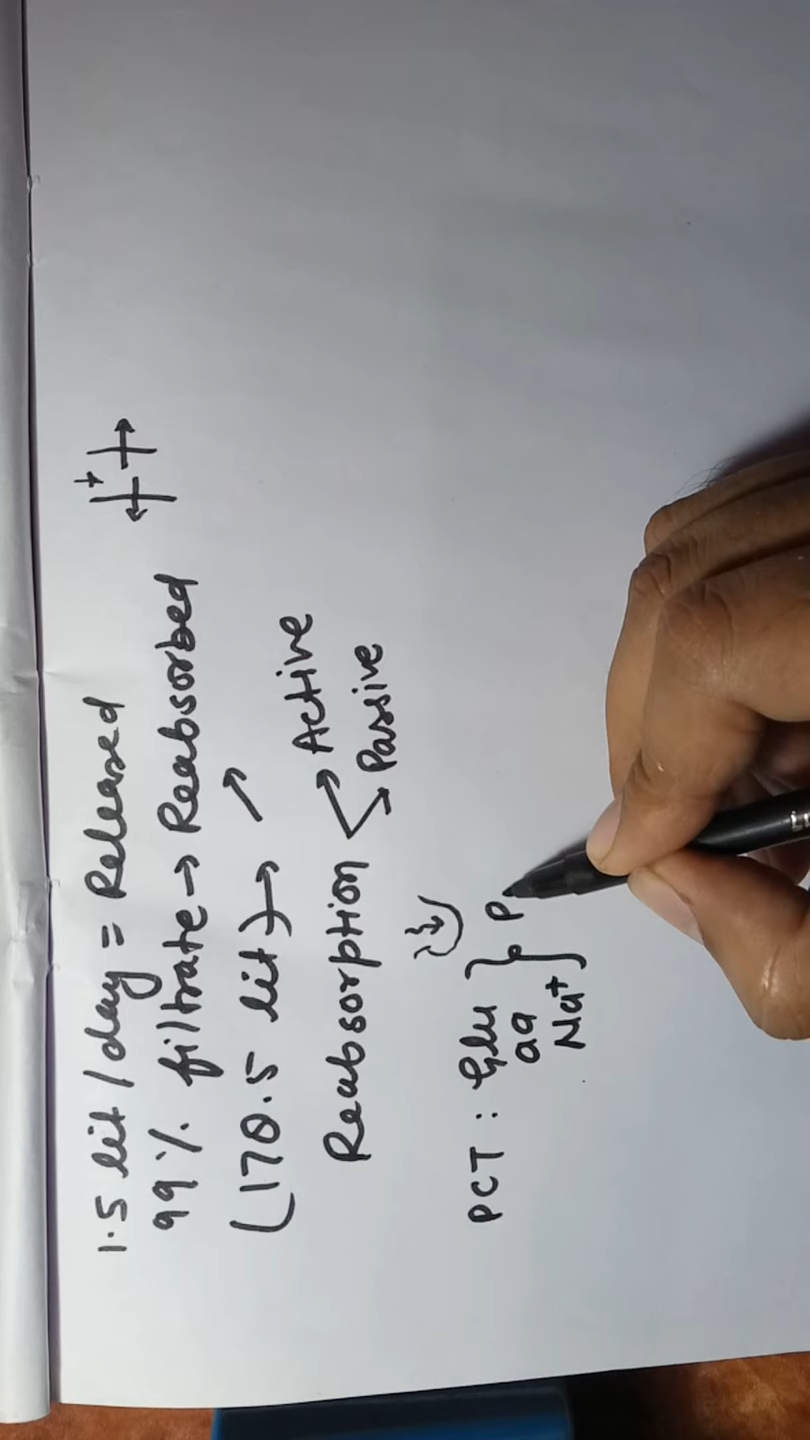 1.5 lit / day = Released
99% filtrate → Reabsorbed
(170.5 lit) →
Reabsorption → Active
→ Passive
PCT : Glu } P
aa
Na+